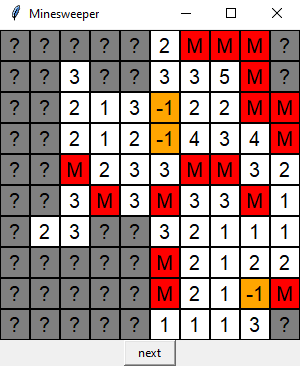 Minesweeper
? ? ? ? ? 2 M M M ?
? ? 3 ? ? 3 3 5 M ?
? ? 2 1 3 -1 2 2 M M
? ? 2 1 2 -1 4 3 4 M
? ? M 2 3 3 M M 3 2
? ? 3 M 3 M 3 3 M 1
? 2 3 ? ? 3 2 1 1 1
? ? ? ? ? M 2 1 2 2
? ? ? ? ? M 2 1 -1 M
? ? ? ? ? 1 1 1 3 ?
next